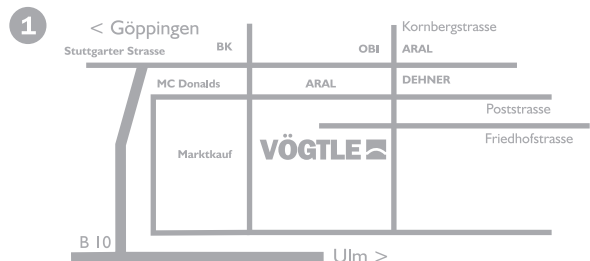 1
< Göppingen
Kornbergstrasse
Stuttgarter Strasse
BK
OBI
ARAL
MC Donalds
ARAL
DEHNER
Poststrasse
Friedhofstrasse
Marktkauf
VÖGTLE
B 10
Ulm >